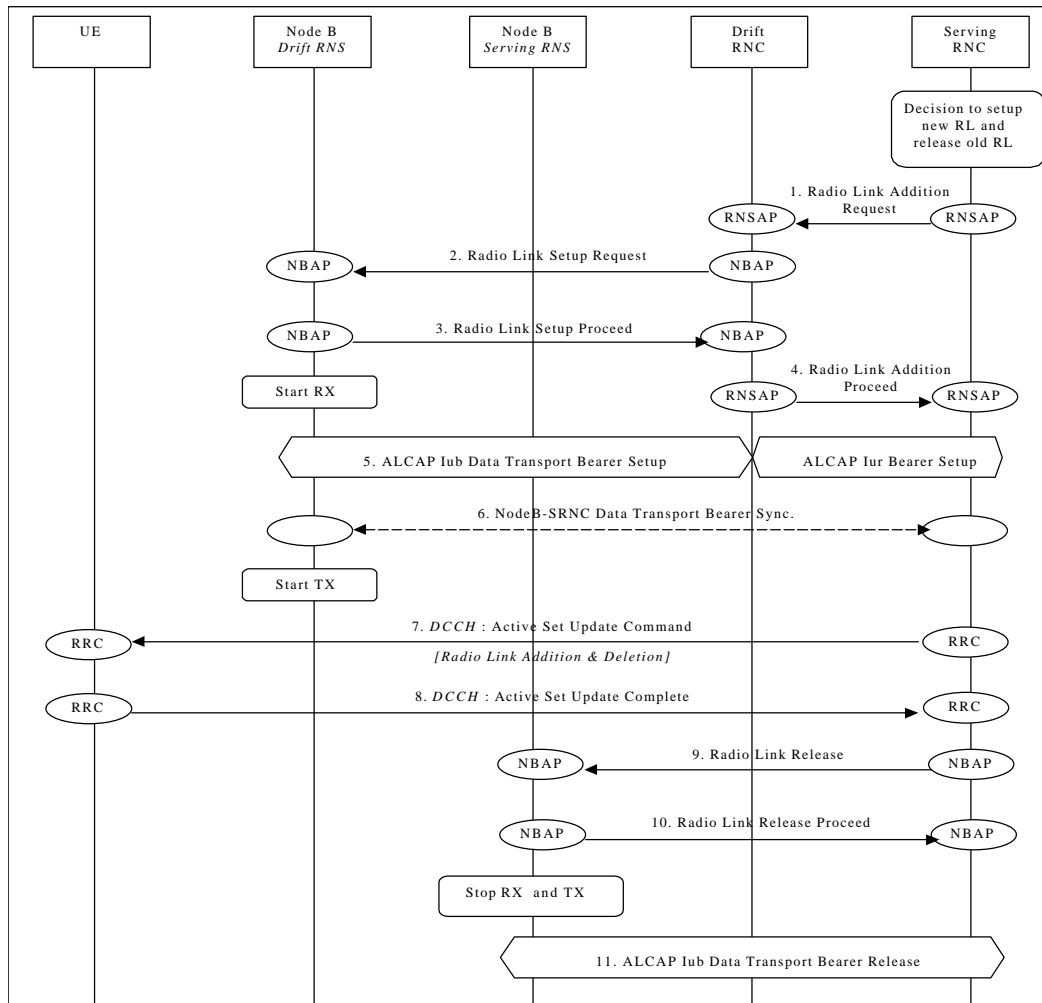 UE
Node B
Drift RNS
Node B
Serving RNS
Drift
RNC
Serving
RNC
Decision to setup
new RL and
release old RL
1. Radio Link Addition
Request
RNSAP
RNSAP
2. Radio Link Setup Request
NBAP
NBAP
3. Radio Link Setup Proceed
NBAP
NBAP
4. Radio Link Addition
Proceed
Start RX
RNSAP
RNSAP
5. ALCAP Iub Data Transport Bearer Setup
ALCAP Iur Bearer Setup
6. NodeB-SRNC Data Transport Bearer Sync.
Start TX
7. DCCH : Active Set Update Command
RRC
RRC
[Radio Link Addition & Deletion]
8. DCCH : Active Set Update Complete
RRC
RRC
9. Radio Link Release
NBAP
NBAP
10. Radio Link Release Proceed
NBAP
NBAP
Stop RX and TX
11. ALCAP Iub Data Transport Bearer Release